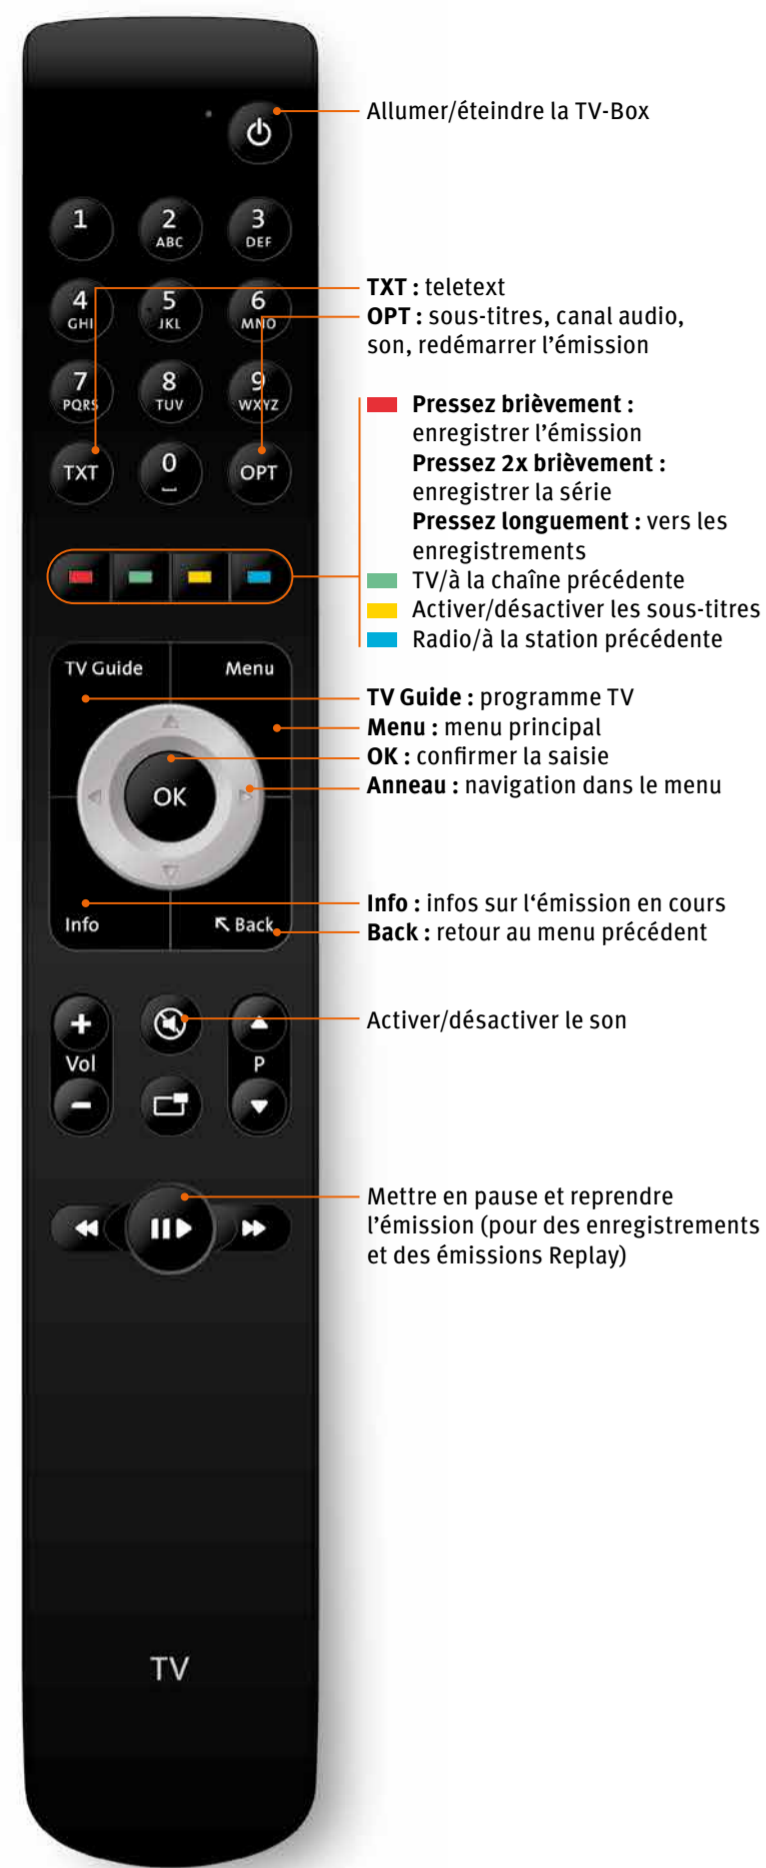 Allumer/éteindre la TV-Box
1
2
ABC
3
DEF
TXT : teletext
OPT : sous-titres, canal audio,
son, redémarrer l’émission
4
GHI
5
JKL
6
MNO
7
PQRS
8
TUV
9
WXYZ
TXT
0
OPT
Pressez brièvement :
enregistrer l’émission
Pressez 2x brièvement :
enregistrer la série
Pressez longuement : vers les
enregistrements
TV/à la chaîne précédente
Activer/désactiver les sous-titres
Radio/à la station précédente
TV Guide
Menu
OK
Info
Back
TV Guide : programme TV
Menu : menu principal
OK : confirmer la saisie
Anneau : navigation dans le menu
Info : infos sur l‘émission en cours
Back : retour au menu précédent
+
Vol
−
P
Activer/désactiver le son
Mettre en pause et reprendre
l’émission (pour des enregistrements
et des émissions Replay)
TV